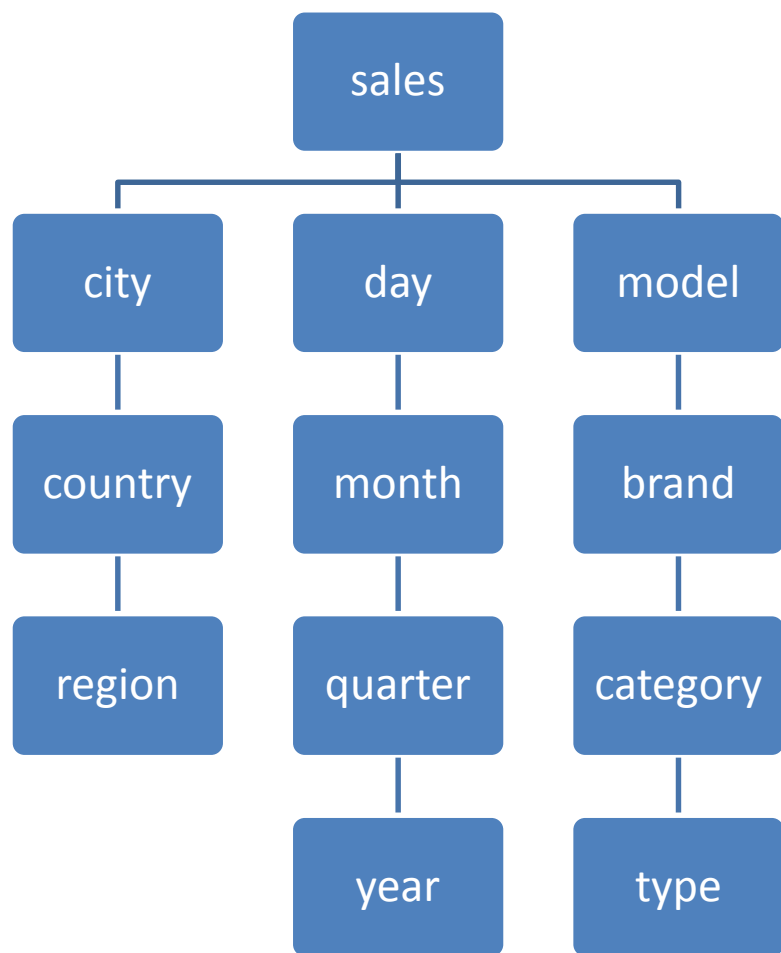 sales
city
day
model
country
month
brand
region
quarter
category
year
type